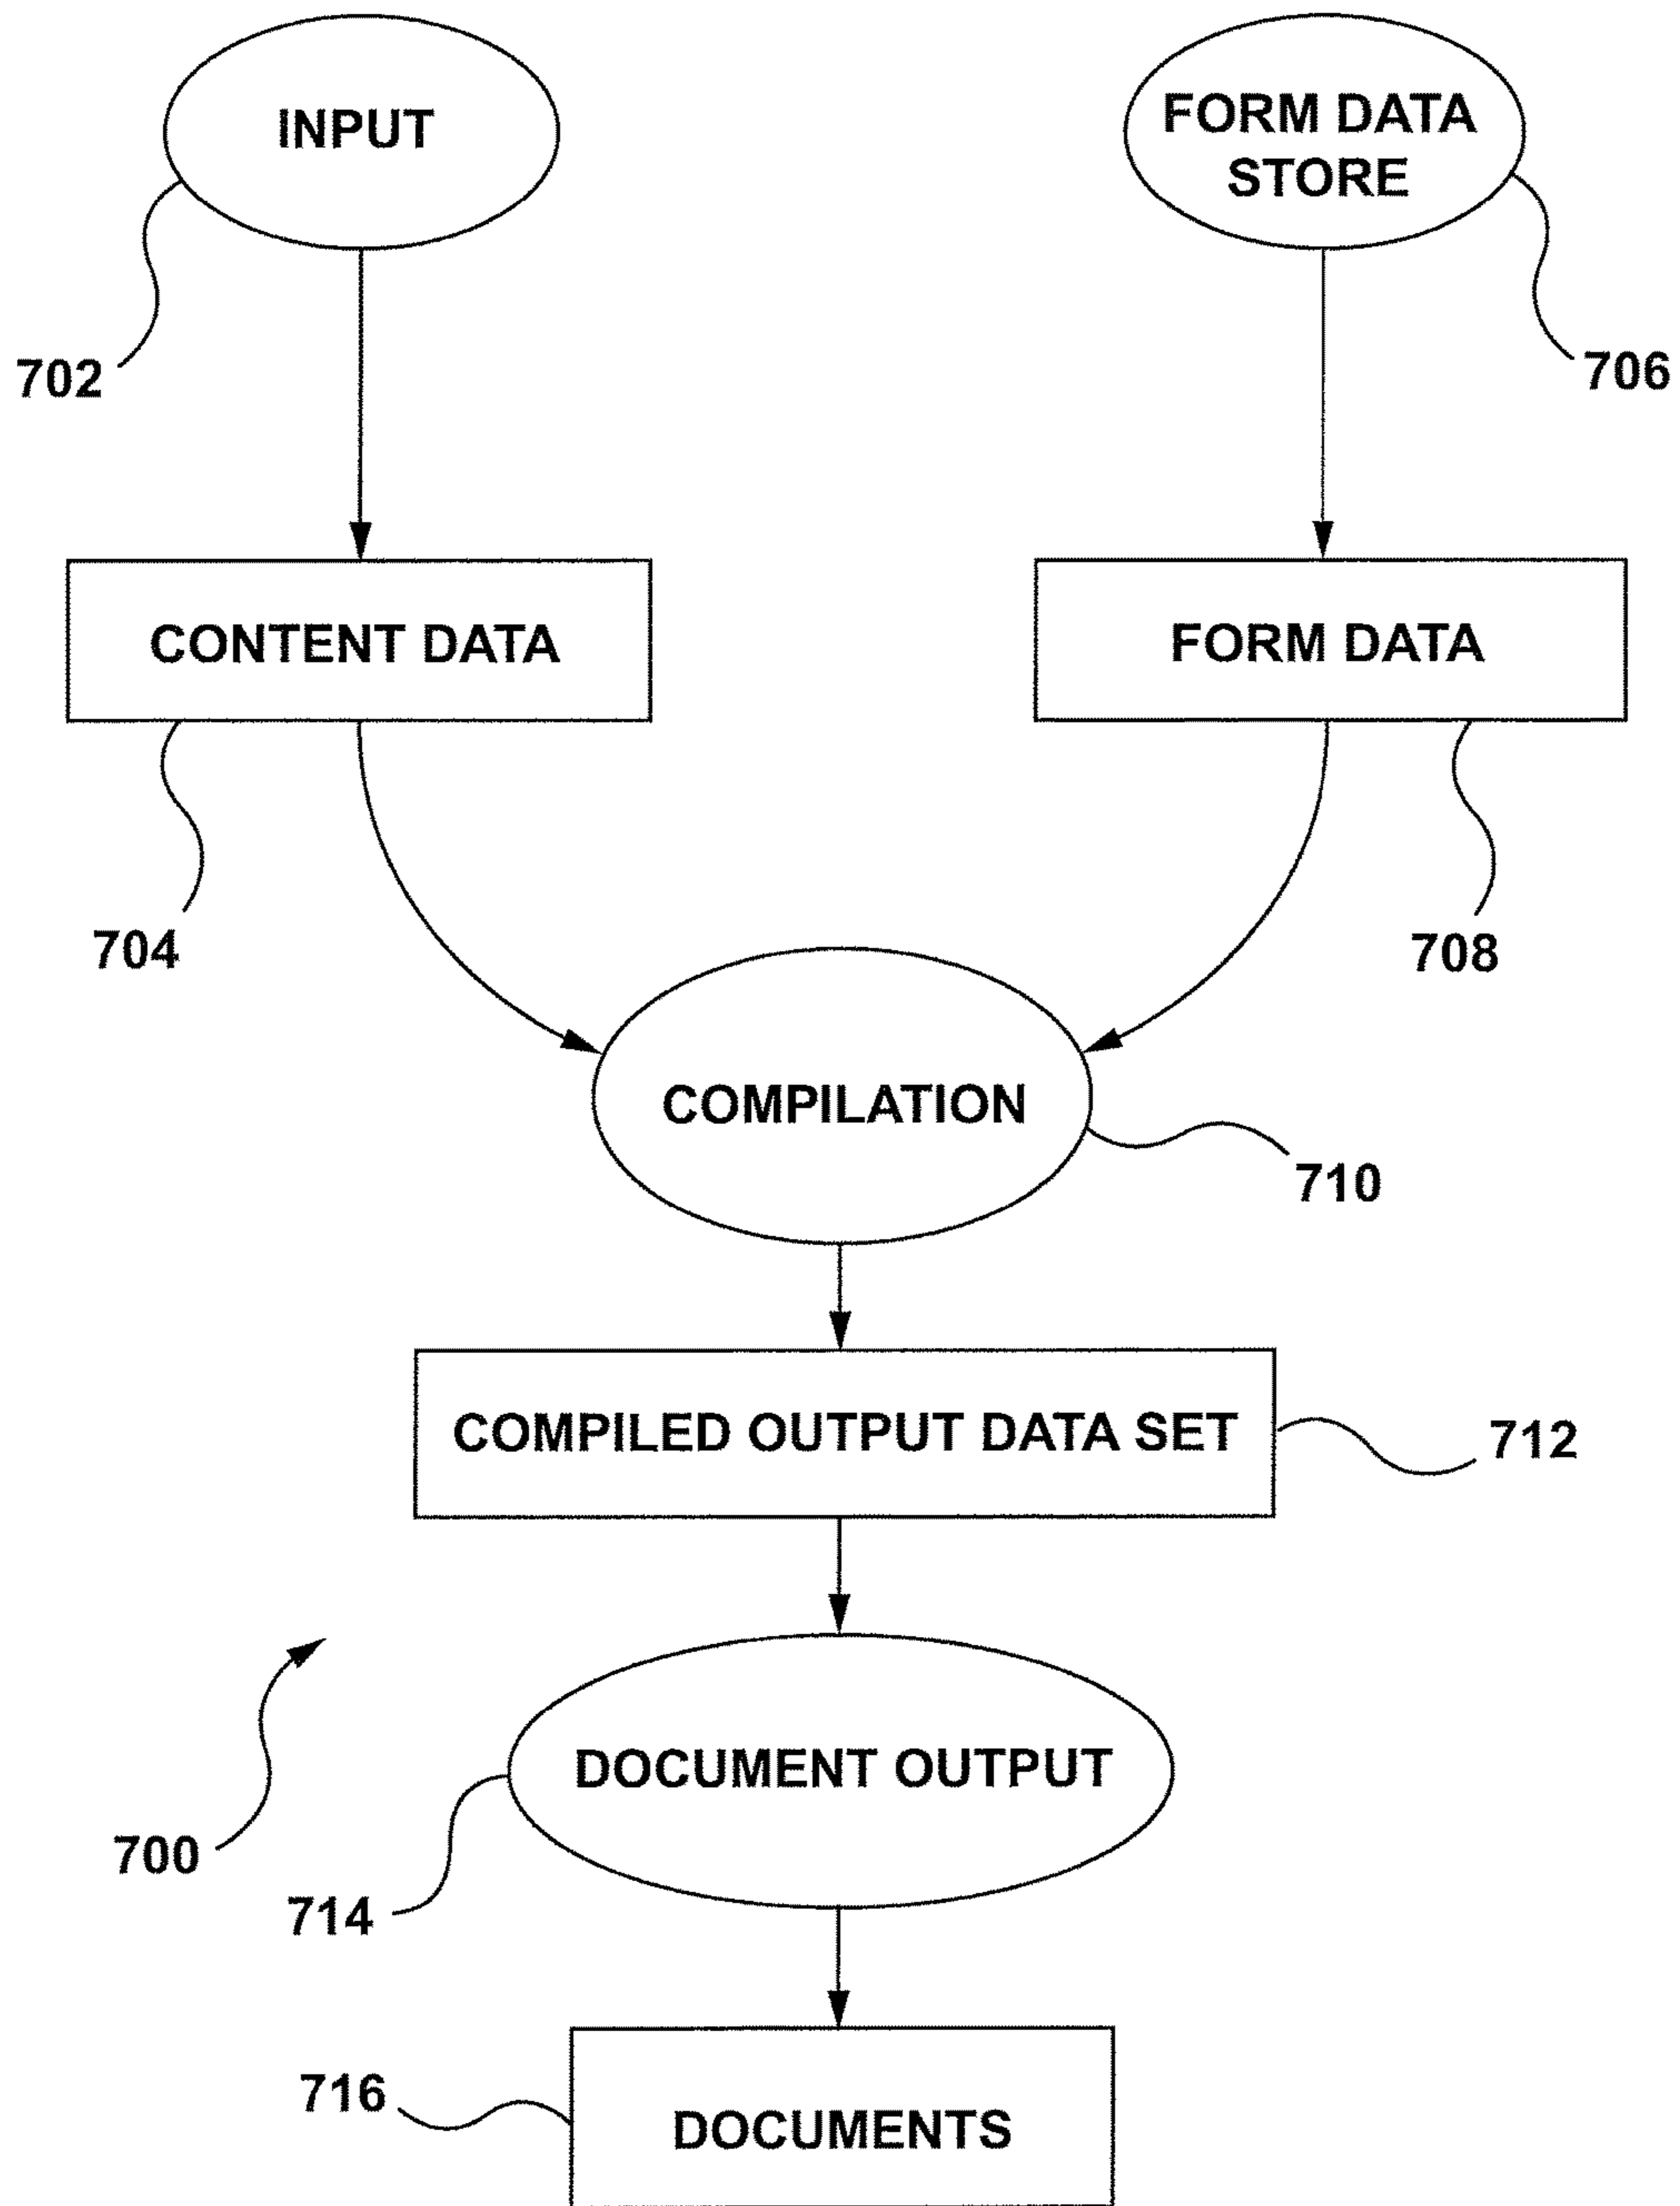 INPUT
FORM DATA
STORE
702
706
CONTENT DATA
FORM DATA
704
708
COMPILATION
710
COMPILED OUTPUT DATA SET
712
DOCUMENT OUTPUT
700
714
716
DOCUMENTS